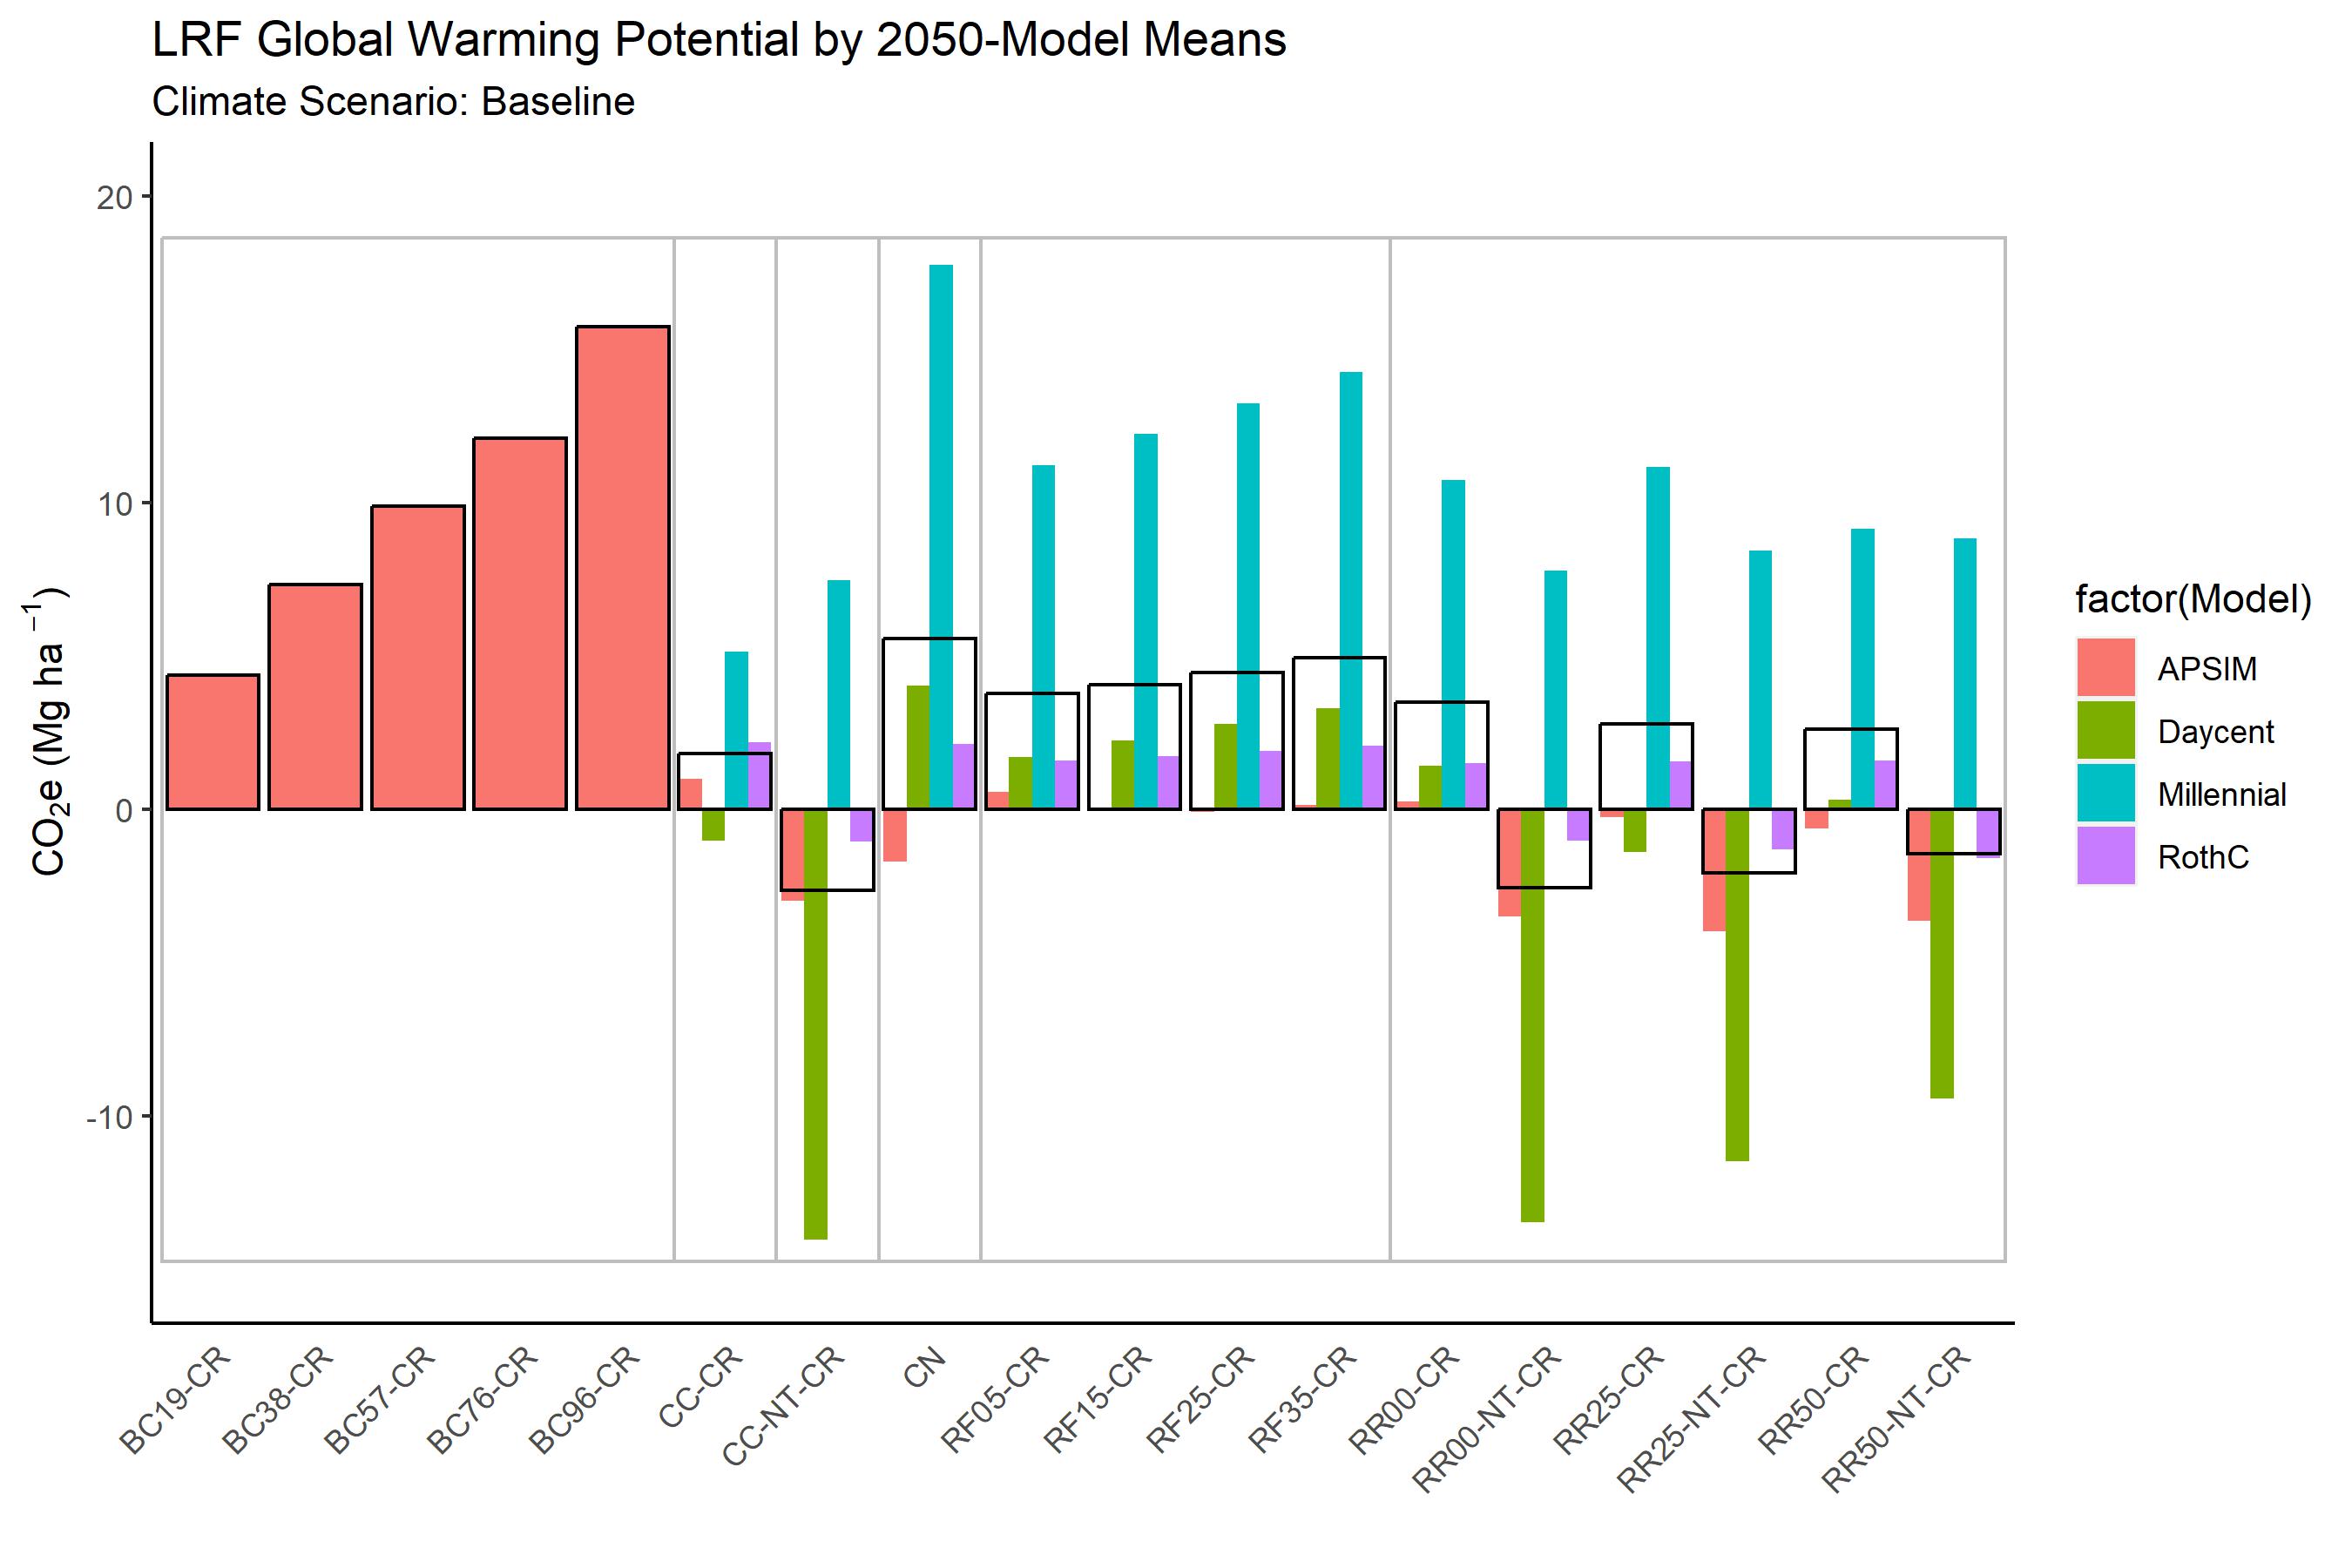 LRF Global Warming Potential by 2050-Model Means
Climate Scenario: Baseline
CO₂e (Mg ha ⁻¹)
20
10
0
-10
BC19-CR
BC38-CR
BC57-CR
BC76-CR
BC96-CR
CC-CR
CC-NT-CR
CN
RF05-CR
RF15-CR
RF25-CR
RF35-CR
RR00-CR
RR00-NT-CR
RR25-CR
RR25-NT-CR
RR50-CR
RR50-NT-CR
factor(Model)
APSIM
Daycent
Millennial
RothC